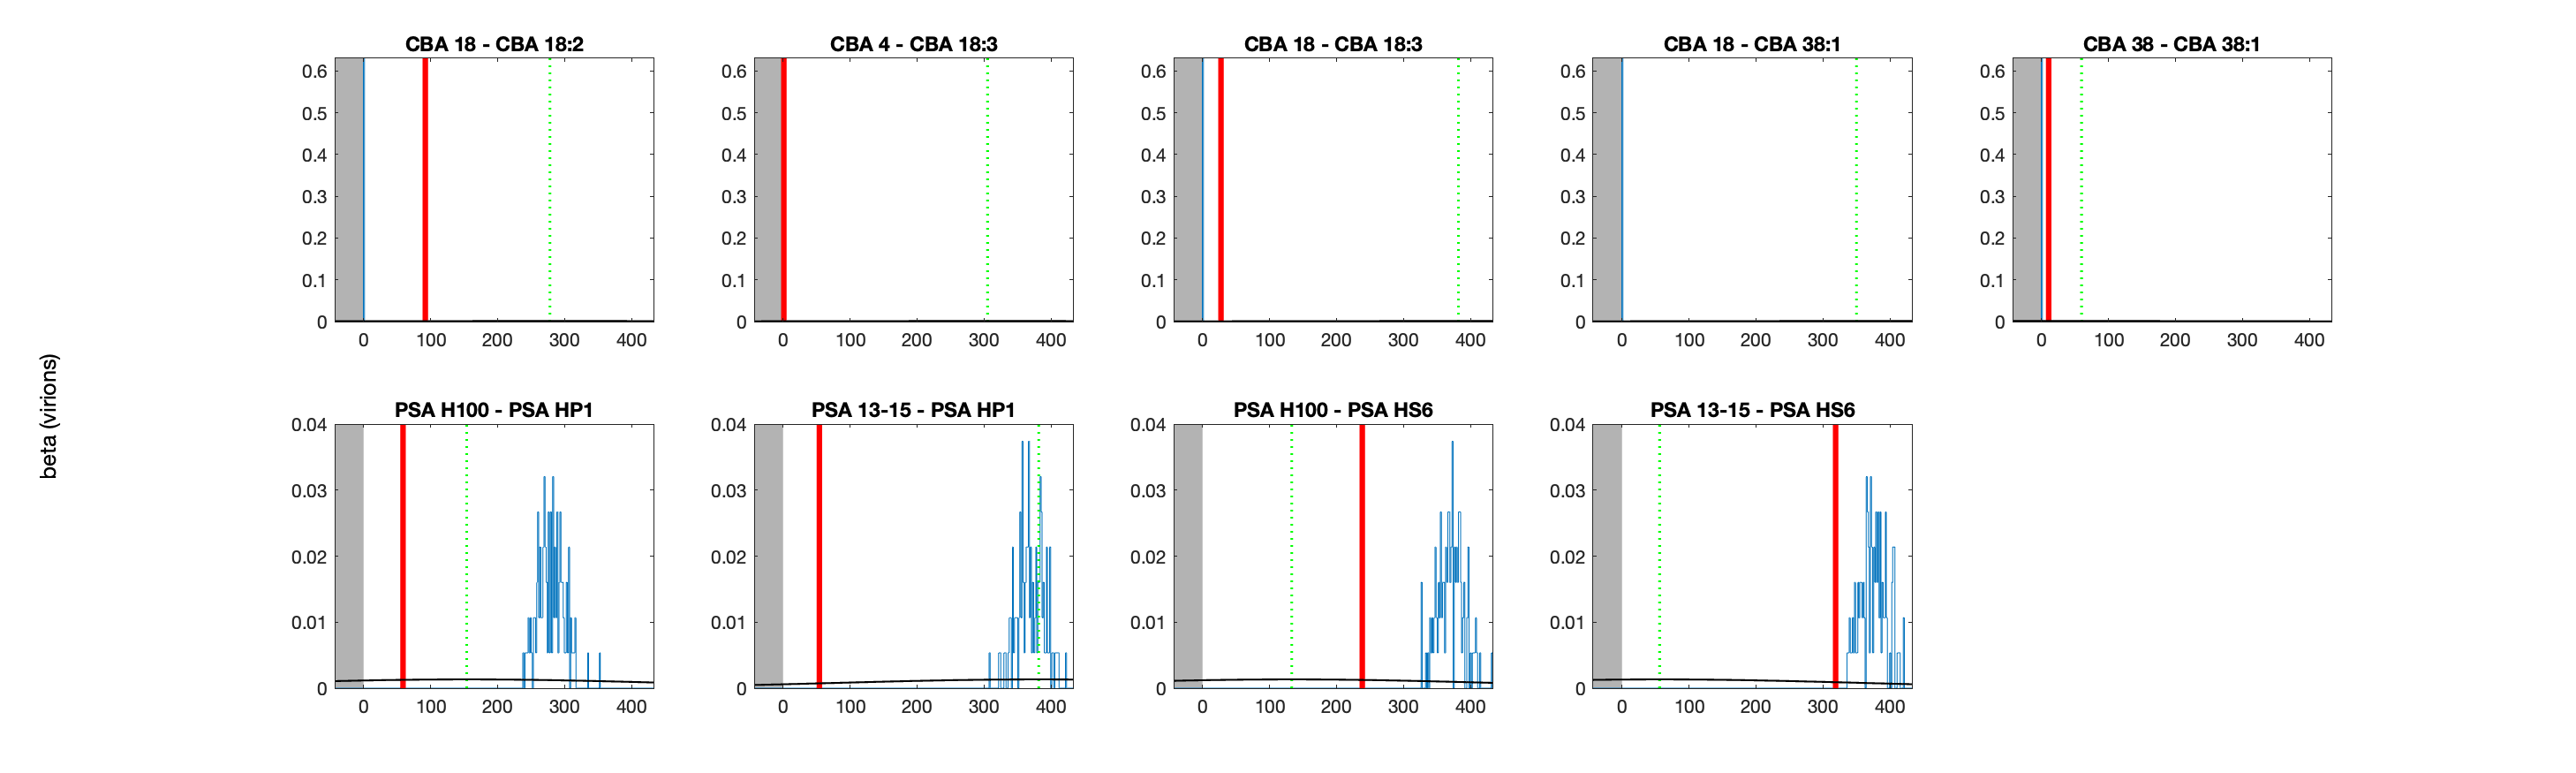 CBA 18 - CBA 18:2
CBA 4 - CBA 18:3
CBA 18 - CBA 18:3
CBA 18 - CBA 38:1
CBA 38 - CBA 38:1
0.6 0.6 0.6 0.6 0.6
0.5 0.5 0.5 0.5 0.5
0.4 0.4 0.4 0.4 0.4
0.3 0.3 0.3 0.3 0.3
0.2 0.2 0.2 0.2 0.2
0.1 0.1 0.1 0.1 0.1
0 0 0 0 0
0 100 200 300 400
0 100 200 300 400
0 100 200 300 400
0 100 200 300 400
0 100 200 300 400
beta (virions)
PSA H100 - PSA HP1
PSA 13-15 - PSA HP1
PSA H100 - PSA HS6
PSA 13-15 - PSA HS6
0.04 0.04 0.04 0.04
0.03 0.03 0.03 0.03
0.02 0.02 0.02 0.02
0.01 0.01 0.01 0.01
0 0 0 0
0 100 200 300 400
0 100 200 300 400
0 100 200 300 400
0 100 200 300 400